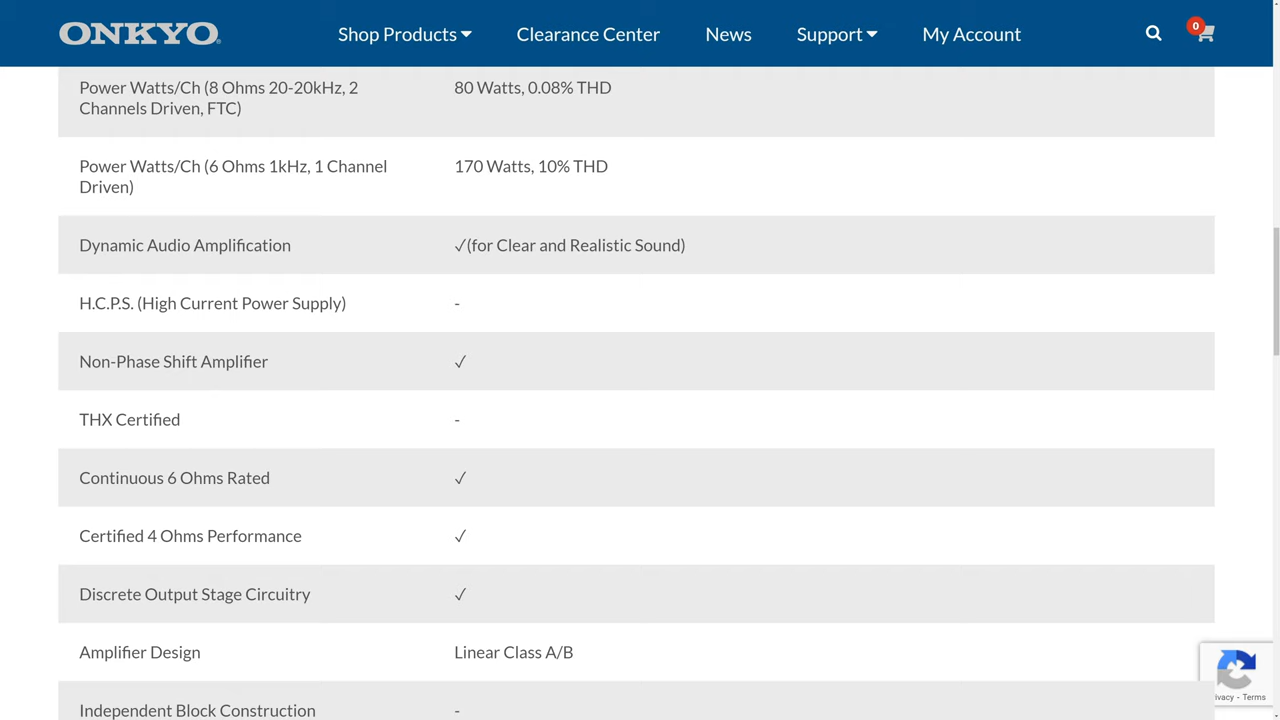 ONKYO
Shop Products
Clearance Center
News
Support
My Account
0
Power Watts/Ch (8 Ohms 20-20kHz, 2
Channels Driven, FTC)
80 Watts, 0.08% THD
Power Watts/Ch (6 Ohms 1kHz, 1 Channel
Driven)
170 Watts, 10% THD
Dynamic Audio Amplification
✓(for Clear and Realistic Sound)
H.C.P.S. (High Current Power Supply)
-
Non-Phase Shift Amplifier
✓
THX Certified
-
Continuous 6 Ohms Rated
✓
Certified 4 Ohms Performance
✓
Discrete Output Stage Circuitry
✓
Amplifier Design
Linear Class A/B
Independent Block Construction
-
ivacy - Terms